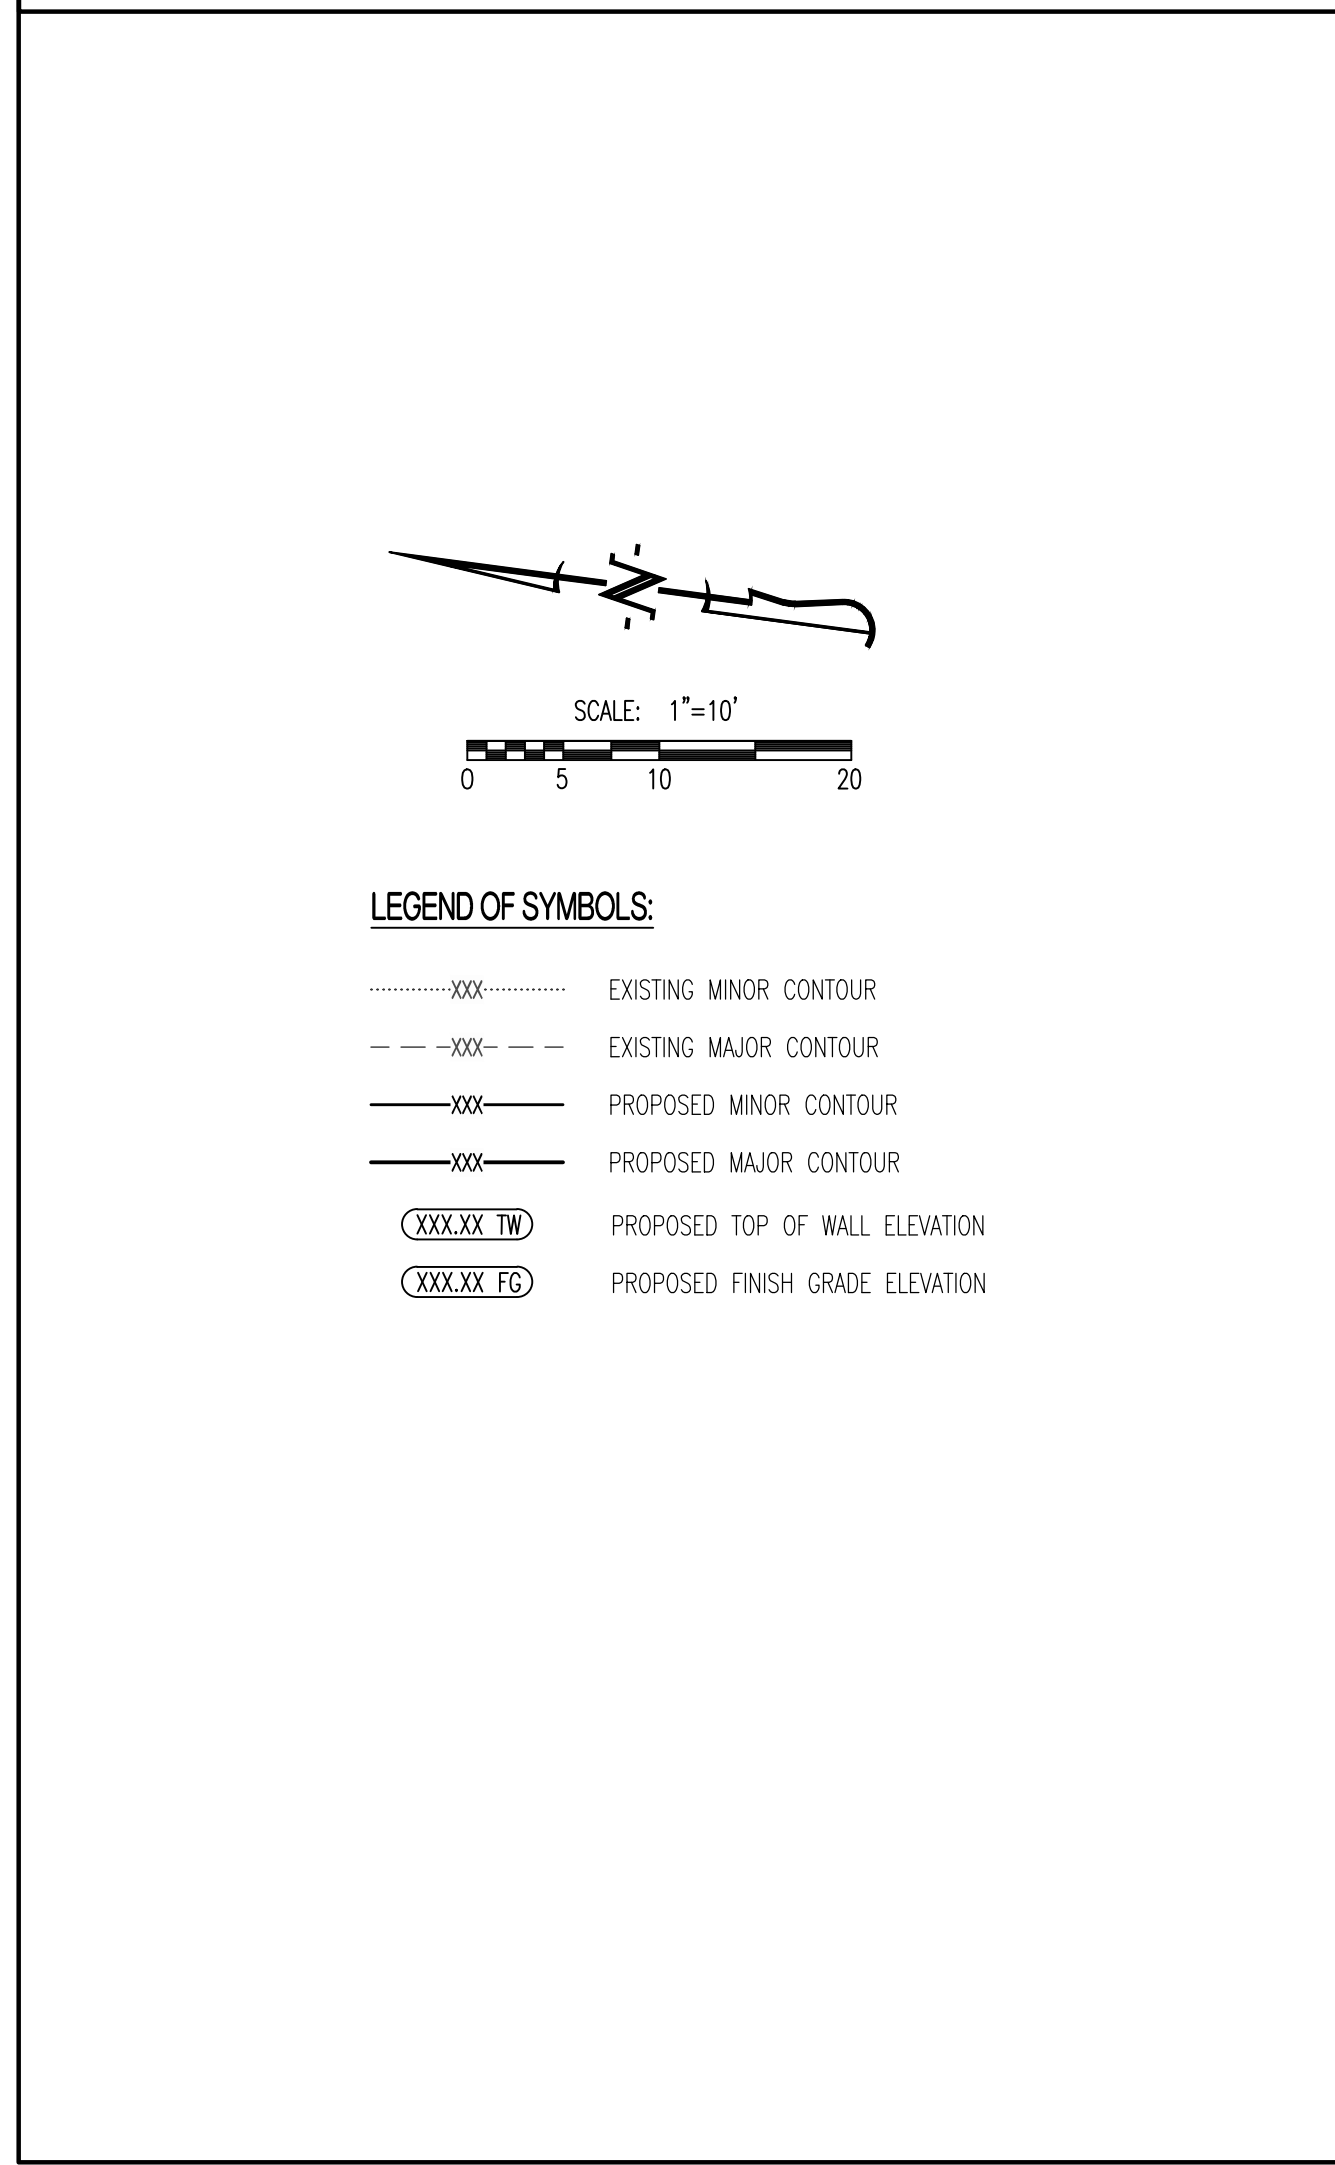 N
SCALE: 1"=10'
0 5 10 20
LEGEND OF SYMBOLS:
XXX EXISTING MINOR CONTOUR
XXX EXISTING MAJOR CONTOUR
XXX PROPOSED MINOR CONTOUR
XXX PROPOSED MAJOR CONTOUR
XXX.XX TW PROPOSED TOP OF WALL ELEVATION
XXX.XX FG PROPOSED FINISH GRADE ELEVATION